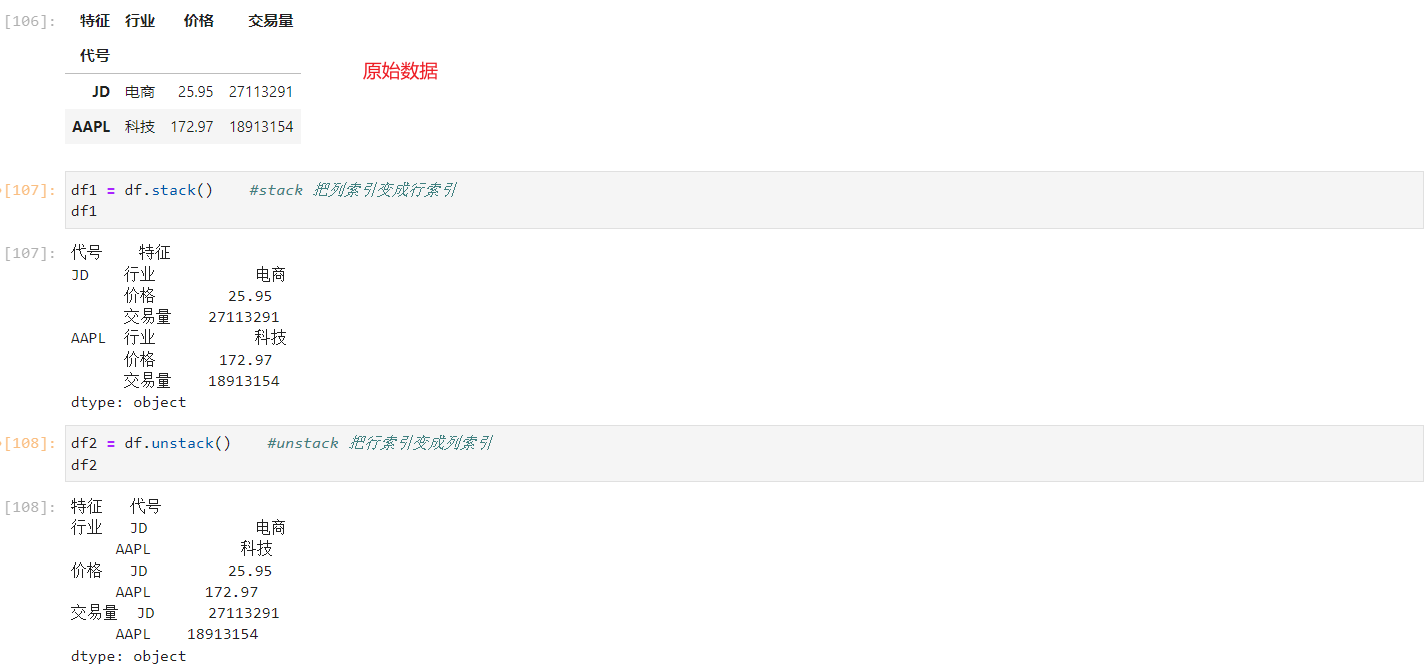 [106]: 特征 行业 价格 交易量
代号
原始数据
JD 电商 25.95 27113291
AAPL 科技 172.97 18913154
[107]: df1 = df.stack() #stack 把列索引变成行索引
df1
[107]: 代号 特征
JD 行业 电商
价格 25.95
交易量 27113291
AAPL 行业 科技
价格 172.97
交易量 18913154
dtype: object
[108]: df2 = df.unstack() #unstack 把行索引变成列索引
df2
[108]: 特征 代号
行业 JD 电商
AAPL 科技
价格 JD 25.95
AAPL 172.97
交易量 JD 27113291
AAPL 18913154
dtype: object